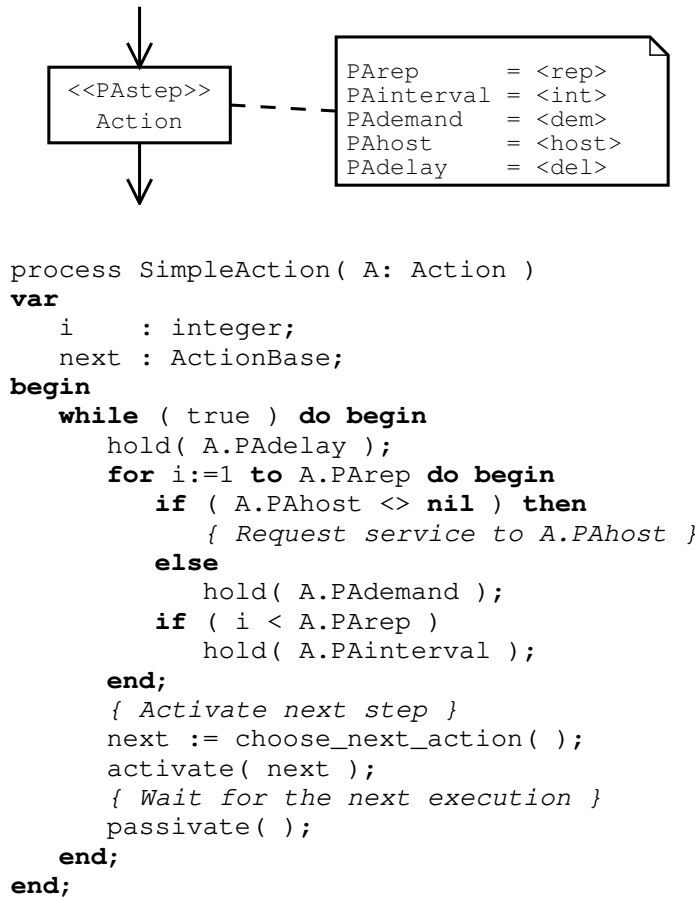 <<PAstep>>
Action
PArep = <rep>
PAinterval = <int>
PAdemand = <dem>
PAhost = <host>
PAdelay = <del>
process SimpleAction( A: Action )
var
i : integer;
next : ActionBase;
begin
while ( true ) do begin
hold( A.PAdelay );
for i:=1 to A.PArep do begin
if ( A.PAhost <> nil ) then
{ Request service to A.PAhost }
else
hold( A.PAdemand );
if ( i < A.PArep )
hold( A.PAinterval );
end;
{ Activate next step }
next := choose_next_action( );
activate( next );
{ Wait for the next execution }
passivate( );
end;
end;